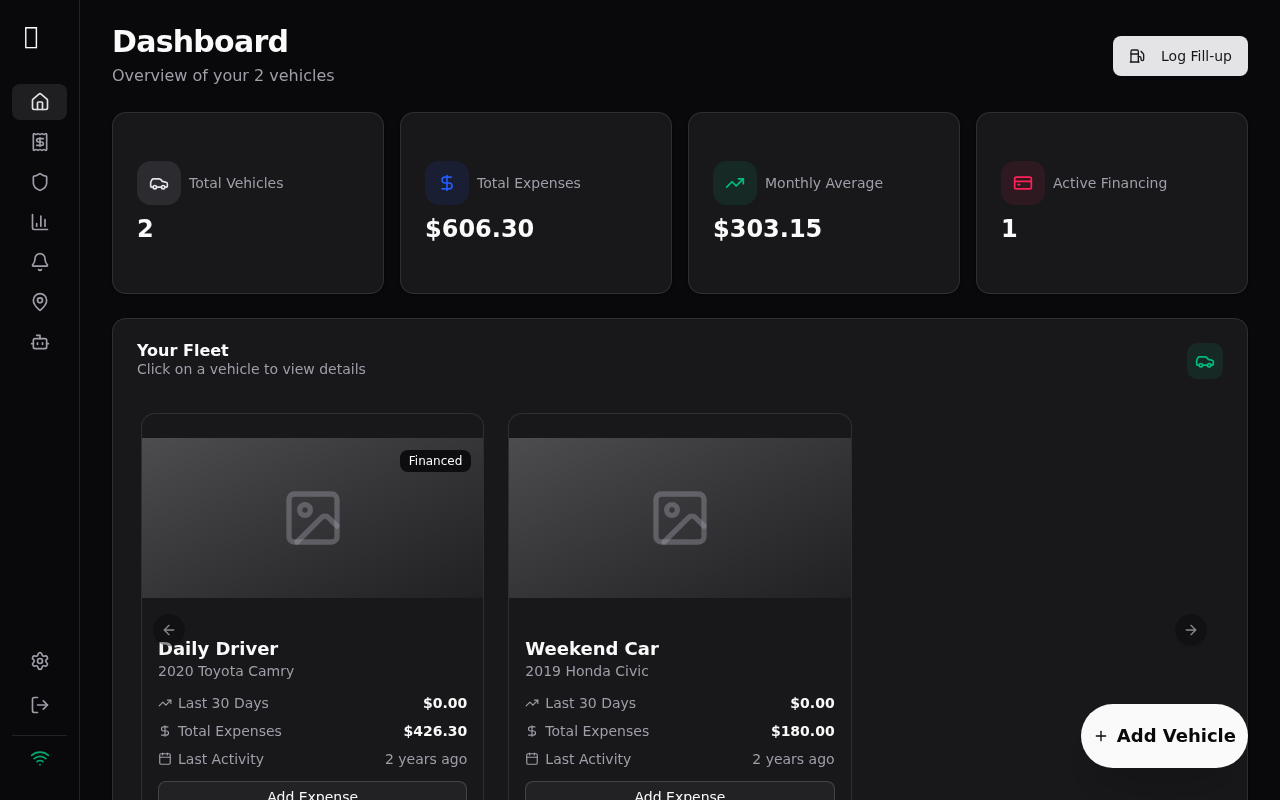 Dashboard
Overview of your 2 vehicles
Log Fill-up
Total Vehicles
2
Total Expenses
$606.30
Monthly Average
$303.15
Active Financing
1
Your Fleet
Click on a vehicle to view details
Financed
Daily Driver
2020 Toyota Camry
Last 30 Days $0.00
Total Expenses $426.30
Last Activity 2 years ago
Add Expense
Weekend Car
2019 Honda Civic
Last 30 Days $0.00
Total Expenses $180.00
Last Activity 2 years ago
Add Expense
Add Vehicle